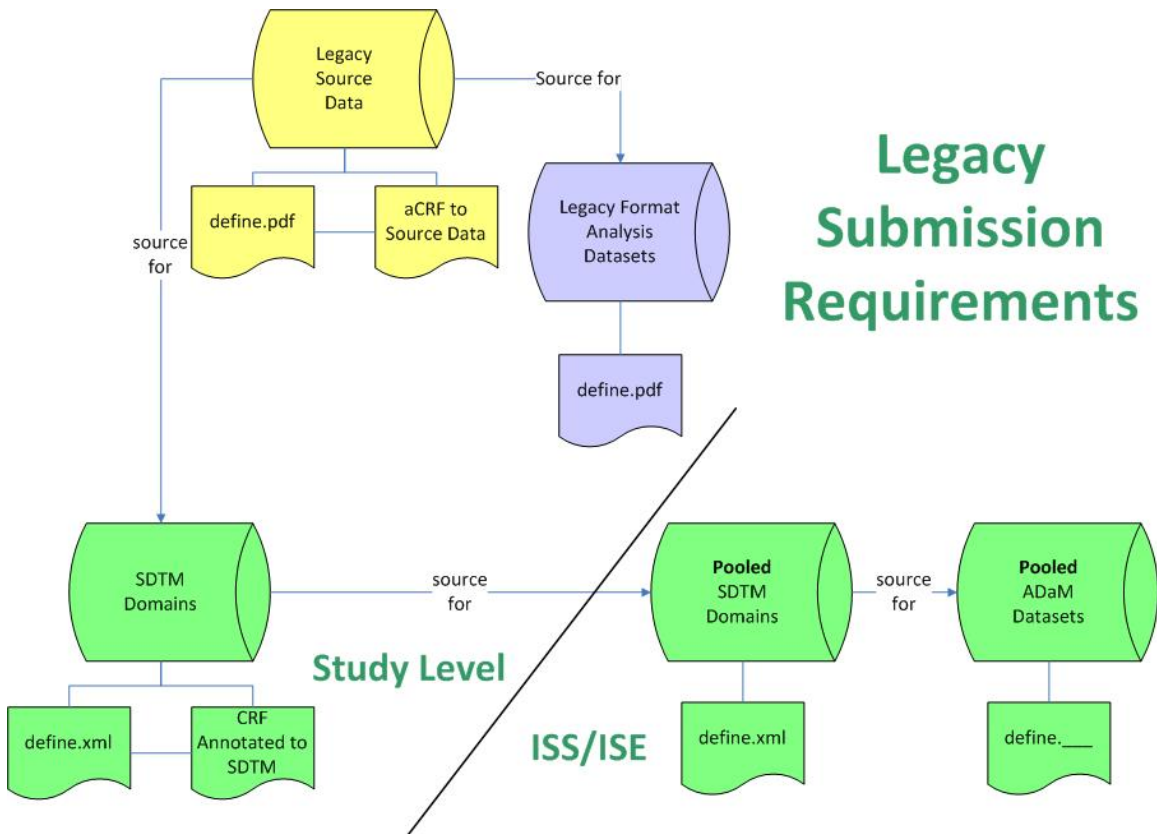 Legacy
Source
Data
Source for
Legacy
Submission
Requirements
define.pdf
aCRF to
Source Data
source
for
Legacy Format
Analysis
Datasets
define.pdf
SDTM
Domains
source
for
Pooled
SDTM
Domains
source
for
Pooled
ADaM
Datasets
Study Level
define.xml
CRF
Annotated to
SDTM
ISS/ISE
define.xml
define.___